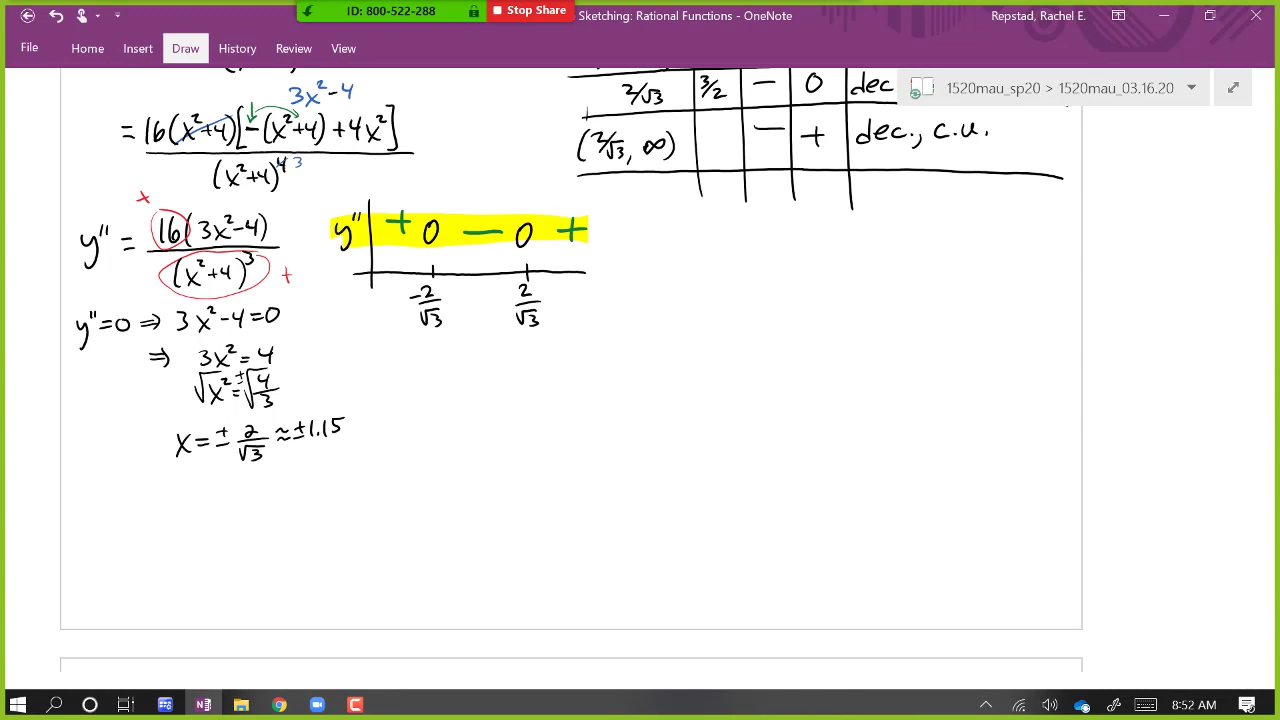 ID: 800-522-288
Stop Share
Sketching: Rational Functions - OneNote
Repstad, Rachel E.
File
Home
Insert
Draw
History
Review
View
1520mau_sp20 > 1520mau_03.16.20
3x²-4
= 16(x²+4)[-(x²+4)+4x²]
(x²+4)⁴ ³
+
y'' = 16(3x²-4)
(x²+4)³ +
y''=0 ⇒ 3x²-4=0
⇒ 3x²=4
√x² = ±√4/3
x = ± 2/√3 ≈ ±1.15
y'' + 0 — 0 +
-2/√3 2/√3
2/√3 3/2 — 0 dec
(2/√3, ∞) — + dec., c.u.
8:52 AM